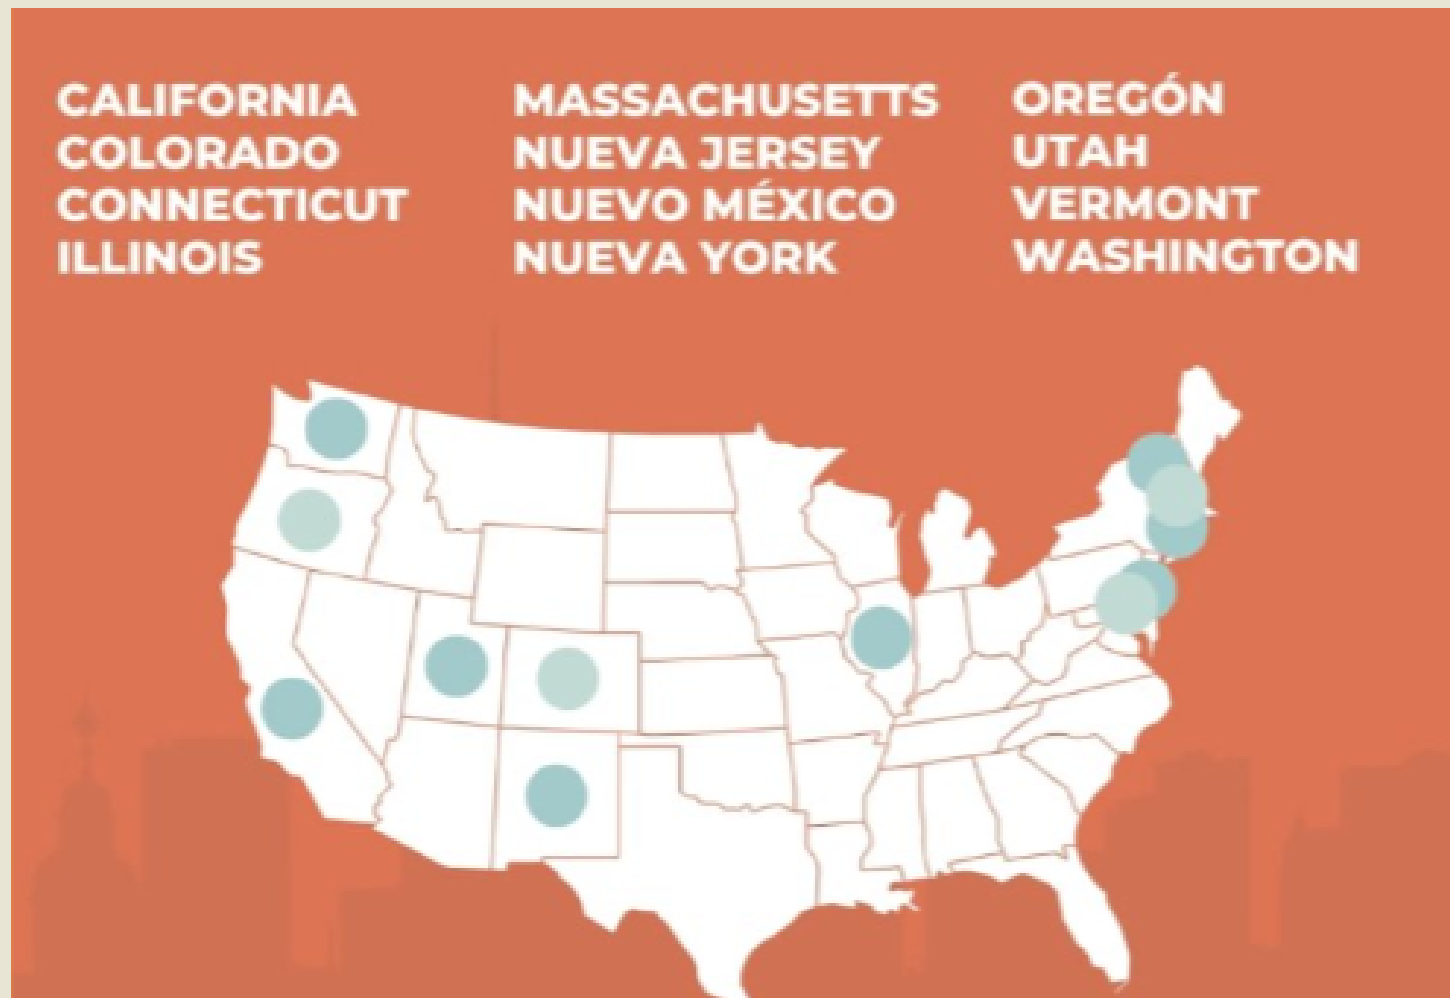 CALIFORNIA
COLORADO
CONNECTICUT
ILLINOIS
MASSACHUSETTS
NUEVA JERSEY
NUEVO MÉXICO
NUEVA YORK
OREGÓN
UTAH
VERMONT
WASHINGTON